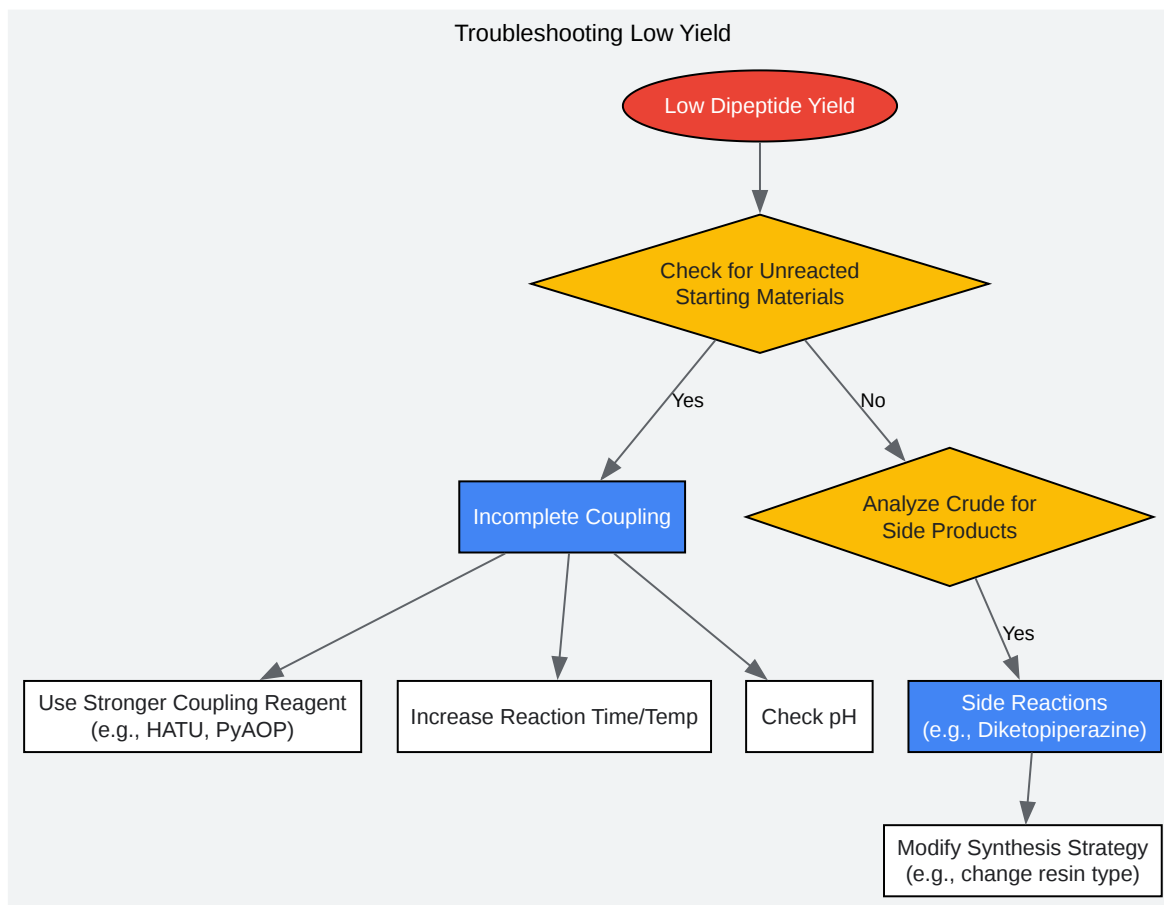 Troubleshooting Low Yield
Low Dipeptide Yield
Check for Unreacted
Starting Materials
Yes
No
Incomplete Coupling
Analyze Crude for
Side Products
Yes
Use Stronger Coupling Reagent
(e.g., HATU, PyAOP)
Increase Reaction Time/Temp
Check pH
Side Reactions
(e.g., Diketopiperazine)
Modify Synthesis Strategy
(e.g., change resin type)